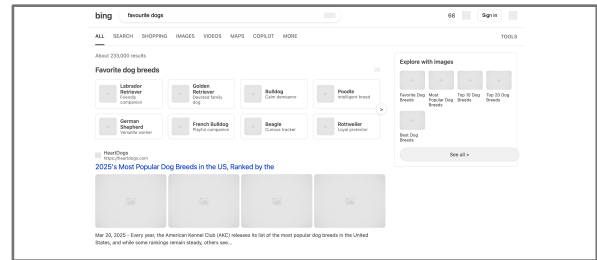 bing
favourite dogs
68
Sign in
ALL SEARCH SHOPPING IMAGES VIDEOS MAPS COPILOT MORE
TOOLS
About 233,000 results
Favorite dog breeds
Labrador
Retriever
Friendly
companion
Golden
Retriever
Devoted family
dog
Bulldog
Calm demeanor
Poodle
Intelligent breed
German
Shepherd
Versatile worker
French Bulldog
Playful companion
Beagle
Curious tracker
Rottweiler
Loyal protector
>
HeartDogs
https://heartdogs.com
2025's Most Popular Dog Breeds in the US, Ranked by the
Mar 20, 2025 - Every year, the American Kennel Club (AKC) releases its list of the most popular dog breeds in the United
States, and while some rankings remain steady, others see...
Explore with images
Favorite Dog
Breeds
Most
Popular Dog
Breeds
Top 10 Dog
Breeds
Top 20 Dog
Breeds
Best Dog
Breeds
See all >